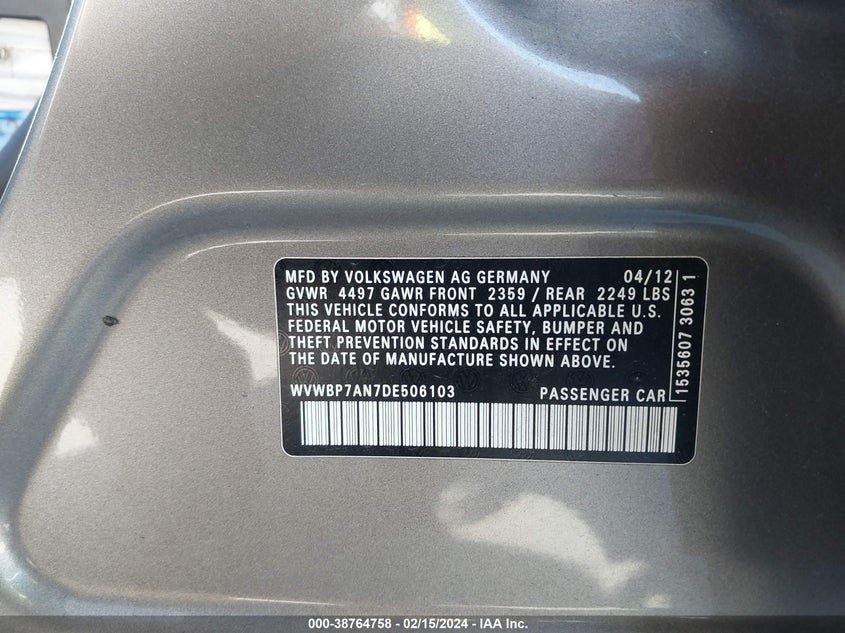 MFD BY VOLKSWAGEN AG GERMANY 04/12
GVWR 4497 GAWR FRONT 2359 / REAR 2249 LBS
THIS VEHICLE CONFORMS TO ALL APPLICABLE U.S.
FEDERAL MOTOR VEHICLE SAFETY, BUMPER AND
THEFT PREVENTION STANDARDS IN EFFECT ON
THE DATE OF MANUFACTURE SHOWN ABOVE.
WVWBP7AN7DE506103 PASSENGER CAR
1535607 30631
000-38764758 - 02/15/2024 - IAA Inc.